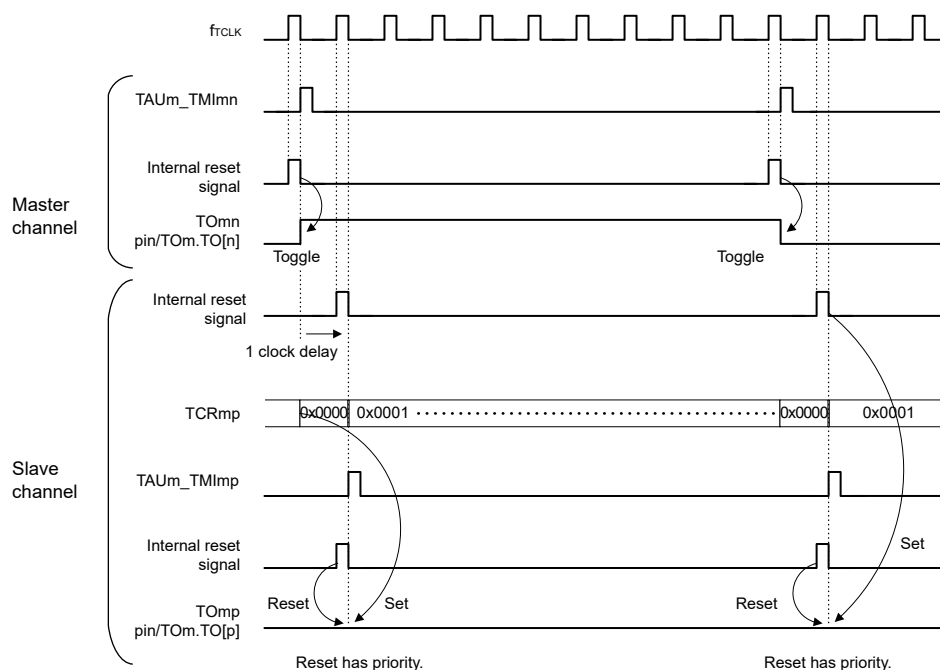 fTCLK
TAUm_TMImn
Internal reset
signal
Master
channel
TOmn
pin/TOm.TO[n]
Toggle
Toggle
Internal reset
signal
1 clock delay
TCRmp
0x0000
0x0001
0x0000
0x0001
Slave
channel
TAUm_TMImp
Internal reset
signal
Set
Reset
Set
Reset
TOmp
pin/TOm.TO[p]
Reset has priority.
Reset has priority.